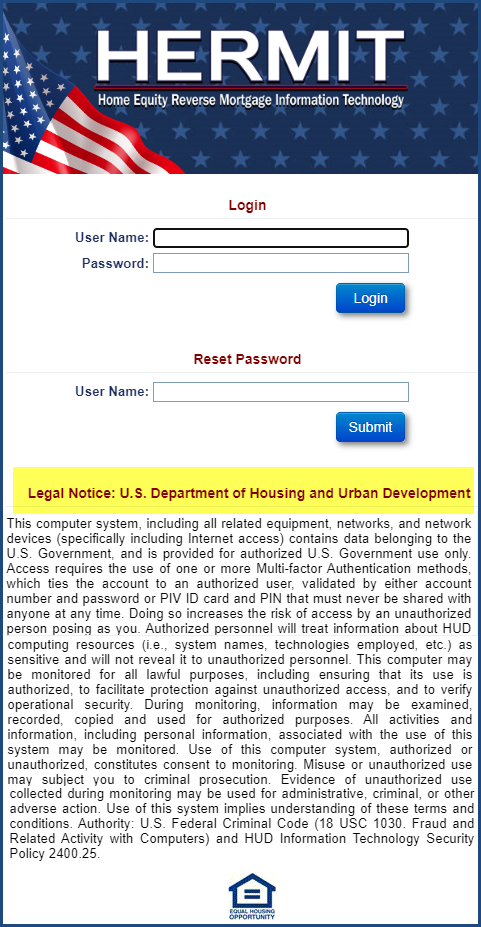 HERMIT
Home Equity Reverse Mortgage Information Technology
Login
User Name:
Password:
Login
Reset Password
User Name:
Submit
Legal Notice: U.S. Department of Housing and Urban Development
This computer system, including all related equipment, networks, and network
devices (specifically including Internet access) contains data belonging to the
U.S. Government, and is provided for authorized U.S. Government use only.
Access requires the use of one or more Multi-factor Authentication methods,
which ties the account to an authorized user, validated by either account
number and password or PIV ID card and PIN that must never be shared with
anyone at any time. Doing so increases the risk of access by an unauthorized
person posing as you. Authorized personnel will treat information about HUD
computing resources (i.e., system names, technologies employed, etc.) as
sensitive and will not reveal it to unauthorized personnel. This computer may
be monitored for all lawful purposes, including ensuring that its use is
authorized, to facilitate protection against unauthorized access, and to verify
operational security. During monitoring, information may be examined,
recorded, copied and used for authorized purposes. All activities and
information, including personal information, associated with the use of this
system may be monitored. Use of this computer system, authorized or
unauthorized, constitutes consent to monitoring. Misuse or unauthorized use
may subject you to criminal prosecution. Evidence of unauthorized use
collected during monitoring may be used for administrative, criminal, or other
adverse action. Use of this system implies understanding of these terms and
conditions. Authority: U.S. Federal Criminal Code (18 USC 1030. Fraud and
Related Activity with Computers) and HUD Information Technology Security
Policy 2400.25.
EQUAL HOUSING
OPPORTUNITY